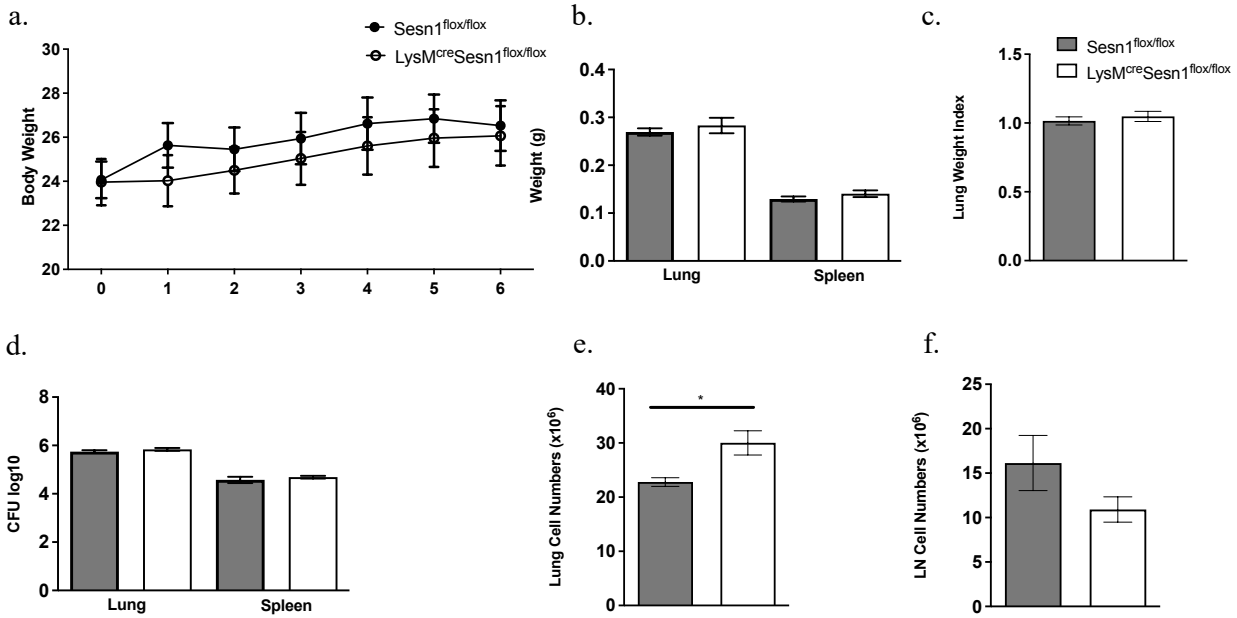 a.
Sesn1flox/flox
LysMcreSesn1flox/flox
Body Weight
30
28
26
24
22
20
0 1 2 3 4 5 6
b.
Weight (g)
0.4
0.3
0.2
0.1
0.0
Lung Spleen
c.
Sesn1flox/flox
LysMcreSesn1flox/flox
Lung Weight Index
1.5
1.0
0.5
0.0
d.
CFU log10
8
6
4
2
0
Lung Spleen
e.
Lung Cell Numbers (x10⁶)
40
30
20
10
0
*
f.
LN Cell Numbers (x10⁶)
25
20
15
10
5
0